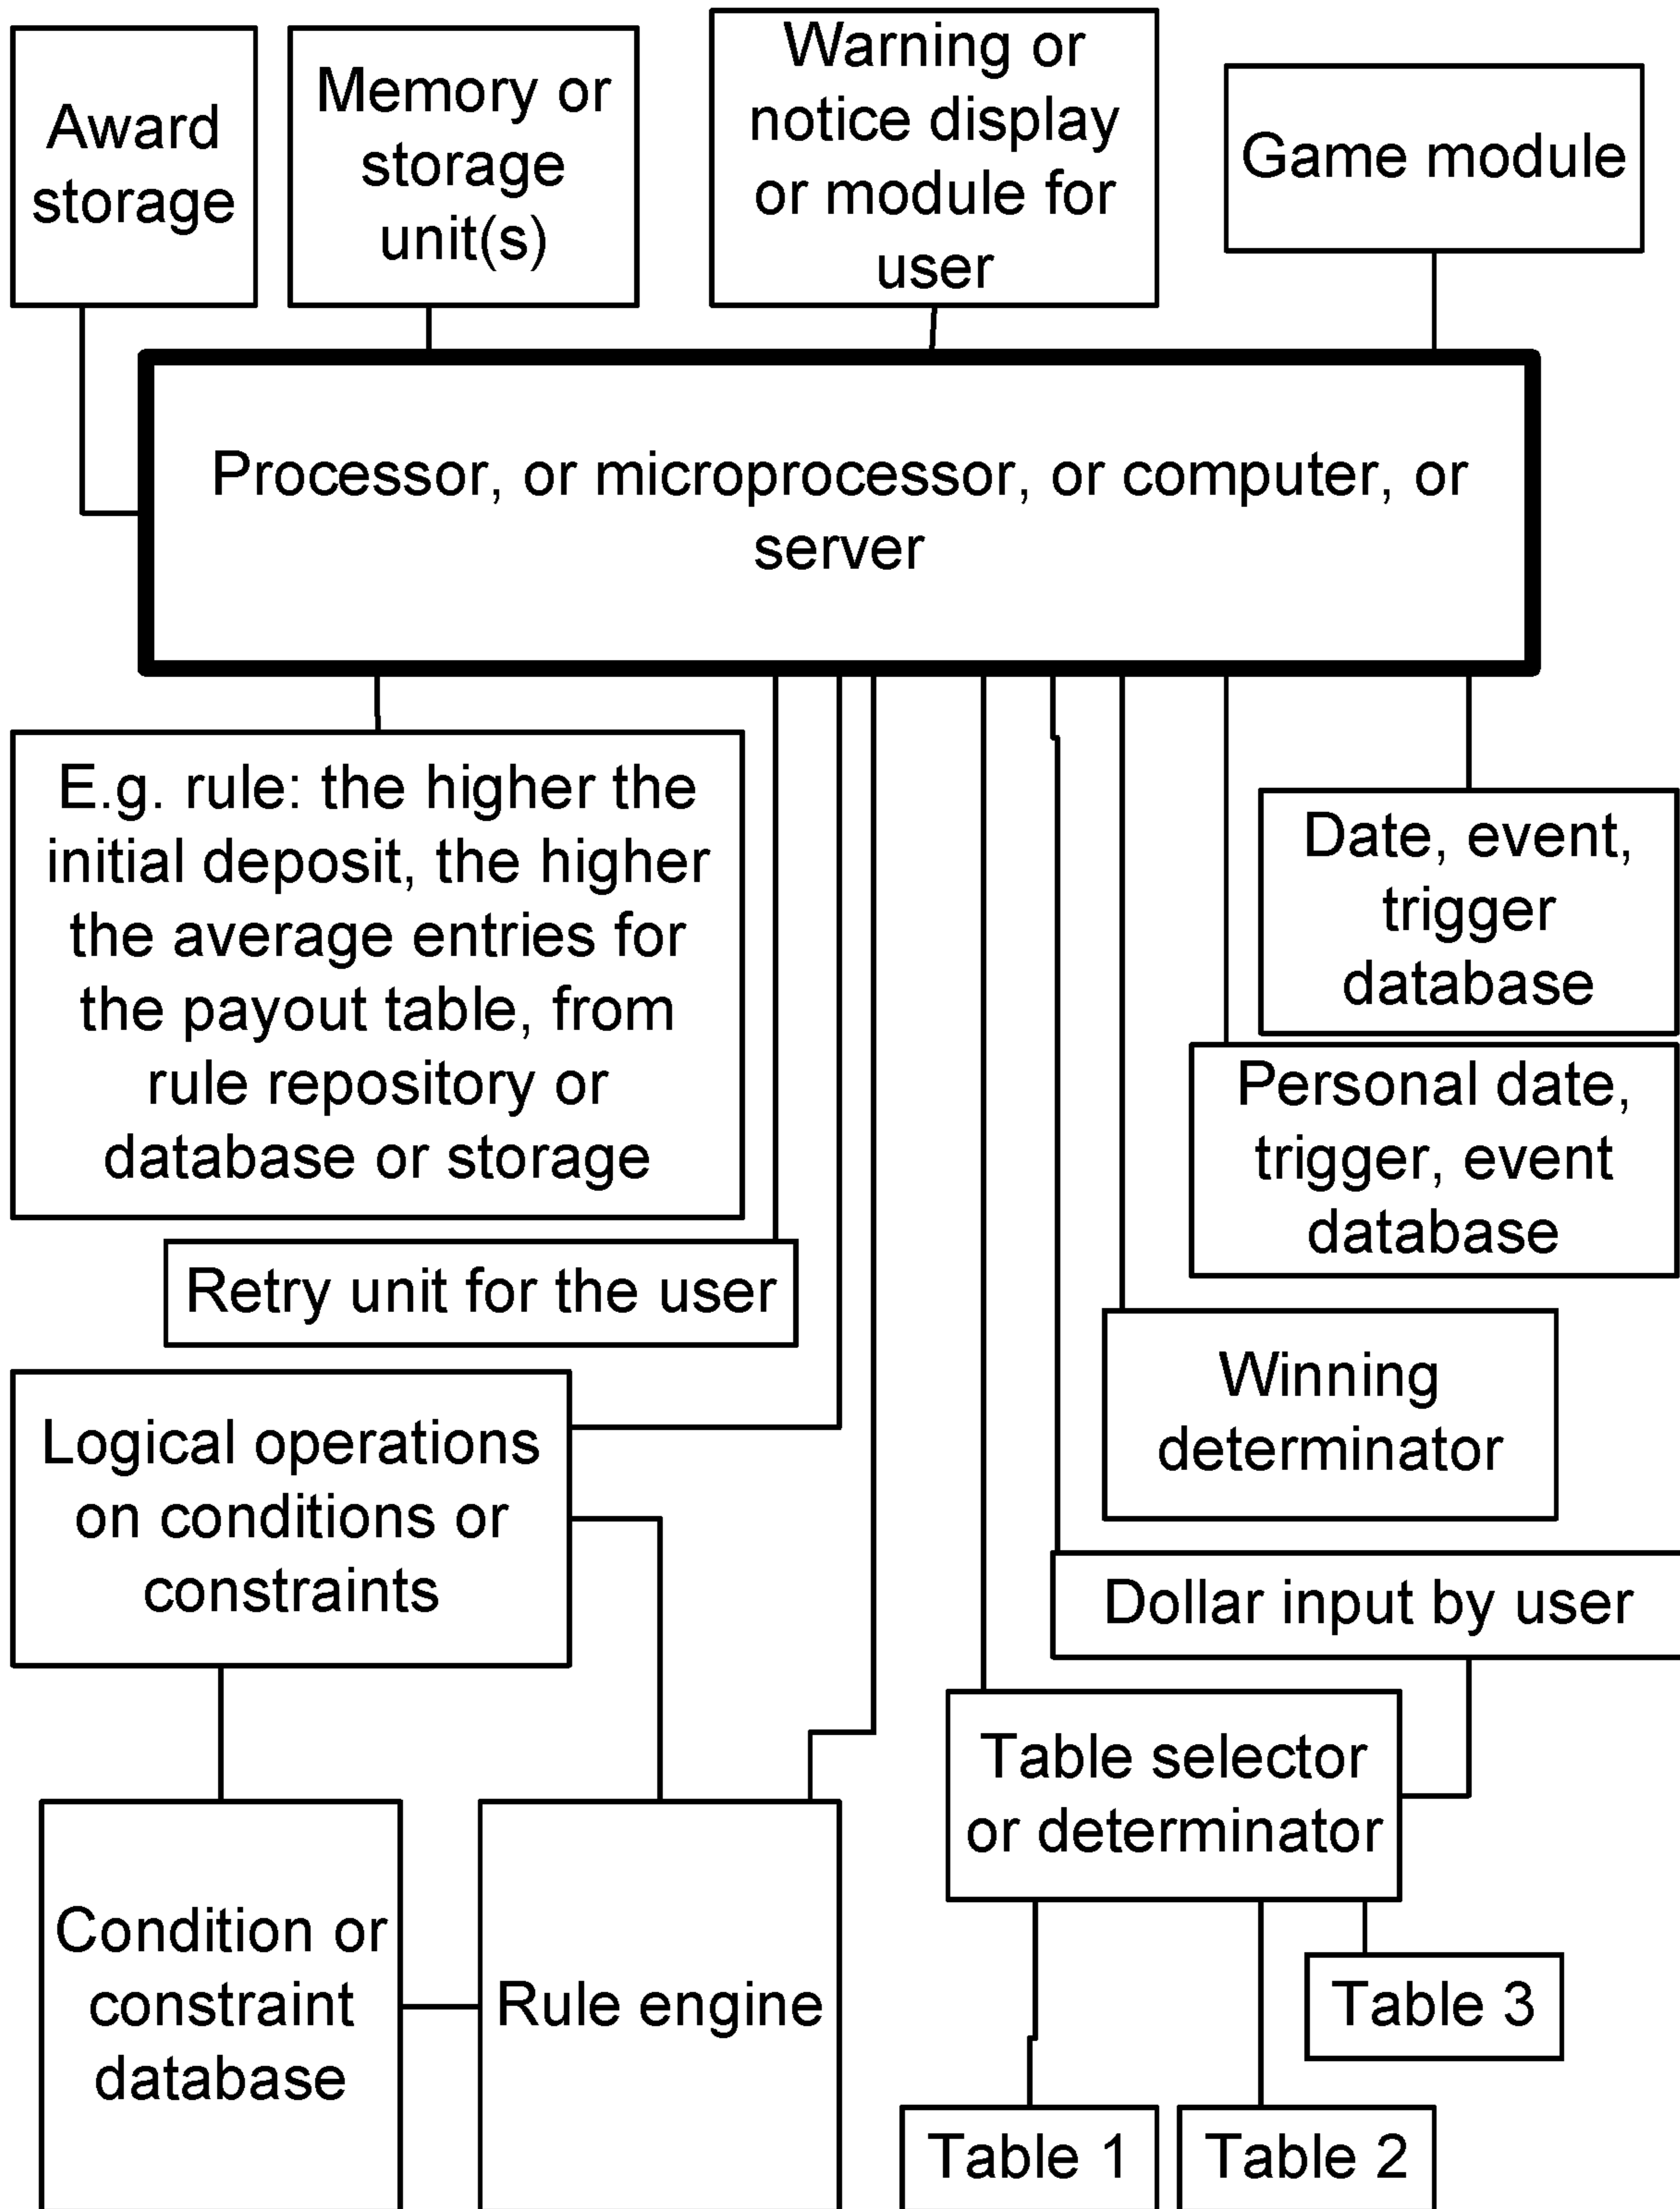 Award
storage
Memory or
storage
unit(s)
Warning or
notice display
or module for
user
Game module
Processor, or microprocessor, or computer, or
server
E.g. rule: the higher the
initial deposit, the higher
the average entries for
the payout table, from
rule repository or
database or storage
Date, event,
trigger
database
Personal date,
trigger, event
database
Retry unit for the user
Winning
determinator
Logical operations
on conditions or
constraints
Dollar input by user
Table selector
or determinator
Condition or
constraint
database
Rule engine
Table 3
Table 1
Table 2